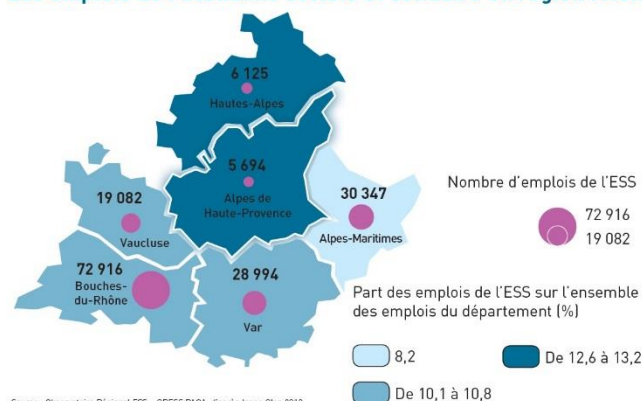 6 125
Hautes-Alpes
5 694
Alpes de
Haute-Provence
19 082
Vaucluse
30 347
Alpes-Maritimes
72 916
Bouches-
du-Rhône
28 994
Var
Nombre d'emplois de l'ESS
72 916
19 082
Part des emplois de l'ESS sur l'ensemble
des emplois du département (%)
8,2
De 12,6 à 13,2
De 10,1 à 10,8